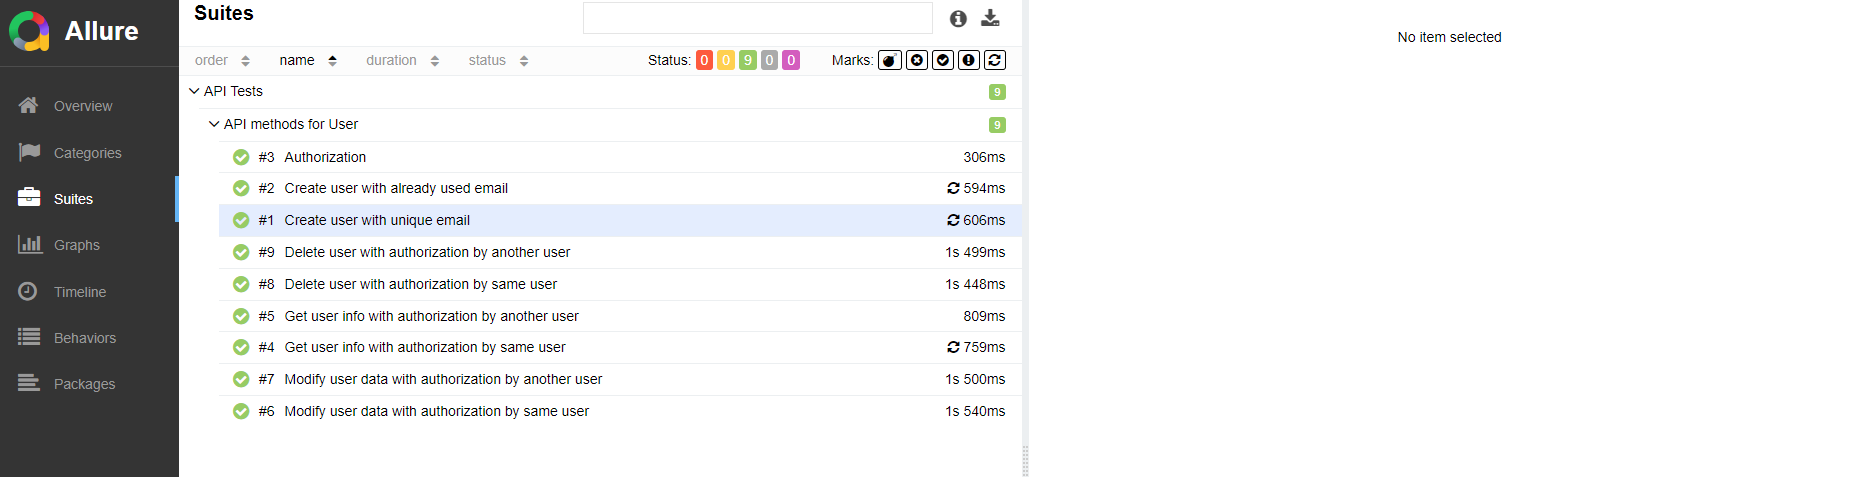 Allure
Overview
Categories
Suites
Graphs
Timeline
Behaviors
Packages
Suites
order name duration status Status: 0 0 9 0 0 Marks:
API Tests 9
API methods for User 9
#3 Authorization 306ms
#2 Create user with already used email 594ms
#1 Create user with unique email 606ms
#9 Delete user with authorization by another user 1s 499ms
#8 Delete user with authorization by same user 1s 448ms
#5 Get user info with authorization by another user 809ms
#4 Get user info with authorization by same user 759ms
#7 Modify user data with authorization by another user 1s 500ms
#6 Modify user data with authorization by same user 1s 540ms
No item selected